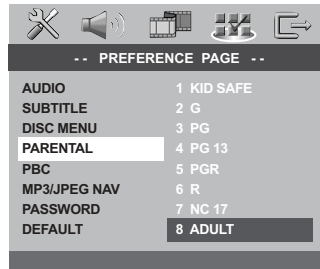 -- PREFERENCE PAGE --
AUDIO 1 KID SAFE
SUBTITLE 2 G
DISC MENU 3 PG
PARENTAL 4 PG 13
PBC 5 PGR
MP3/JPEG NAV 6 R
PASSWORD 7 NC 17
DEFAULT 8 ADULT